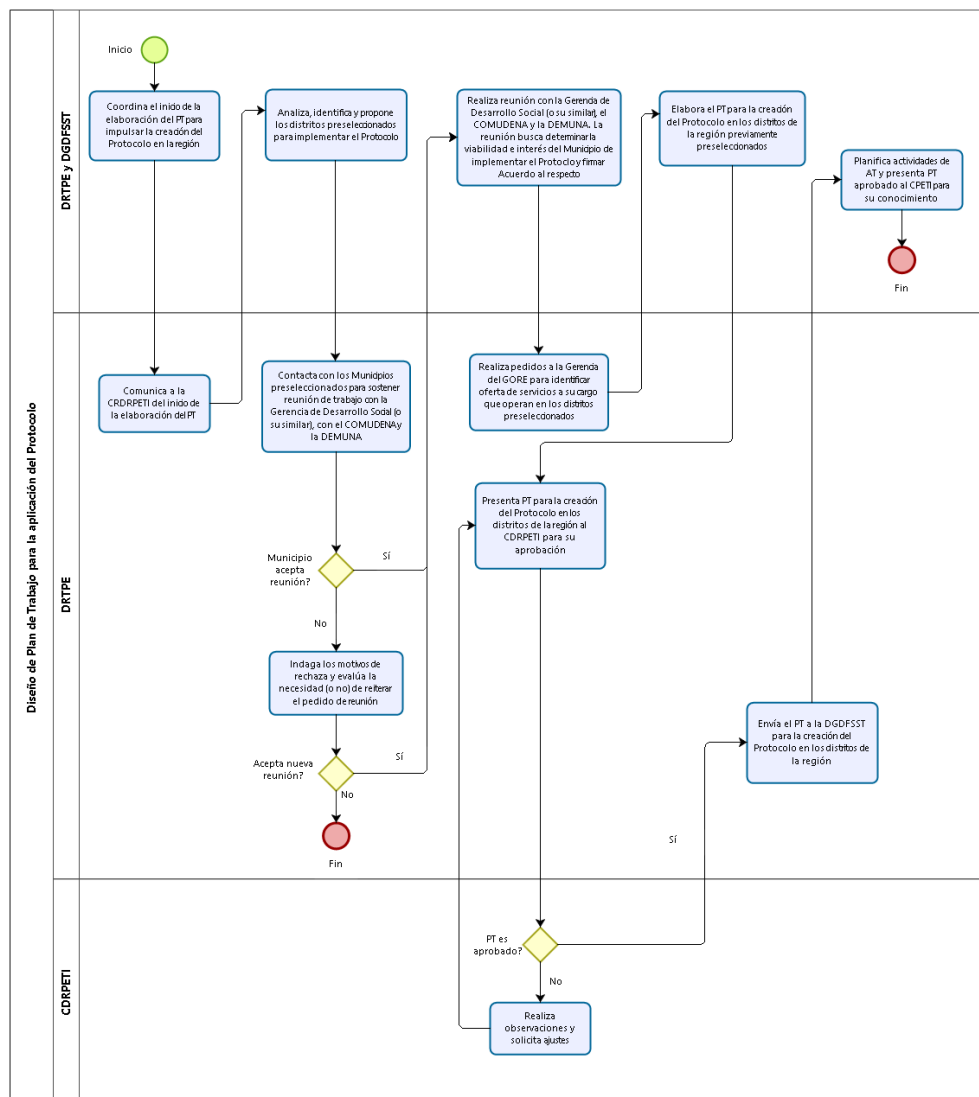 Diseño de Plan de Trabajo para la aplicación del Protocolo
DRTPE y DGDFSST
Inicio
Coordina el inicio de la
elaboración del PT para
impulsar la creación del
Protocolo en la región
Analiza, identifica y propone
los distritos preseleccionados
para implementar el Protocolo
Realiza reunión con la Gerencia de
Desarrollo Social (o su similar), el
COMUDENA y la DEMUNA. La
reunión busca determinar la
viabilidad e interés del Municipio de
implementar el Protoclo y firmar
Acuerdo al respecto
Elabora el PT para la creación
del Protocolo en los distritos de
la región previamente
preseleccionados
Planifica actividades de
AT y presenta PT
aprobado al CPETI para
su conocimiento
Fin
DRTPE
Comunica a la
CRDRPETI del inicio de
la elaboración del PT
Contacta con los Municipios
preseleccionados para sostener
reunión de trabajo con la
Gerencia de Desarrollo Social (o
su similar), con el COMUDENA y
la DEMUNA
Realiza pedidos a la Gerencia
del GORE para identificar
oferta de servicios a su cargo
que operan en los distritos
preseleccionados
Presenta PT para la creación
del Protocolo en los
distritos de la región al
CDRPETI para su
aprobación
Municipio
acepta
reunión?
Sí
No
Indaga los motivos de
rechaza y evalúa la
necesidad (o no) de reiterar
el pedido de reunión
Acepta nueva
reunión?
Sí
No
Fin
Envía el PT a la DGDFSST
para la creación del
Protocolo en los distritos de
la región
Sí
CDRPETI
PT es
aprobado?
No
Realiza
observaciones y
solicita ajustes